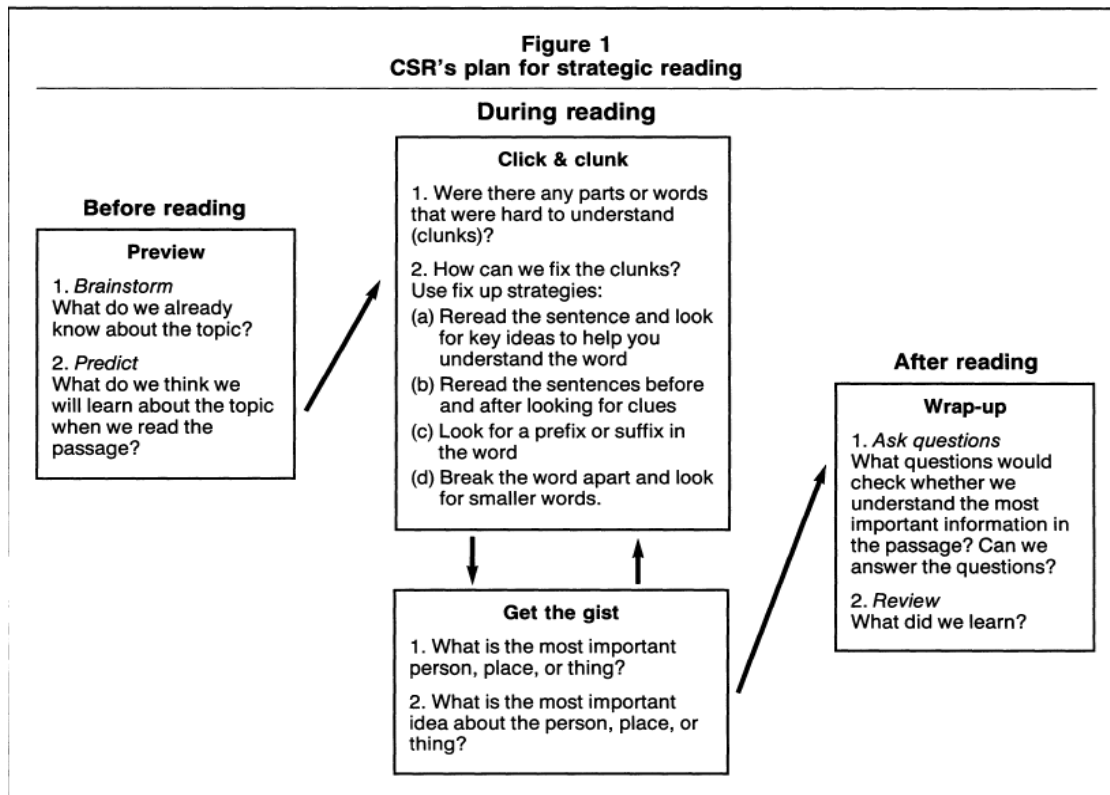 Figure 1
CSR's plan for strategic reading
Before reading
Preview
1. Brainstorm
What do we already
know about the topic?
2. Predict
What do we think we
will learn about the topic
when we read the
passage?
During reading
Click & clunk
1. Were there any parts or words
that were hard to understand
(clunks)?
2. How can we fix the clunks?
Use fix up strategies:
(a) Reread the sentence and look
for key ideas to help you
understand the word
(b) Reread the sentences before
and after looking for clues
(c) Look for a prefix or suffix in
the word
(d) Break the word apart and look
for smaller words.
Get the gist
1. What is the most important
person, place, or thing?
2. What is the most important
idea about the person, place, or
thing?
After reading
Wrap-up
1. Ask questions
What questions would
check whether we
understand the most
important information in
the passage? Can we
answer the questions?
2. Review
What did we learn?